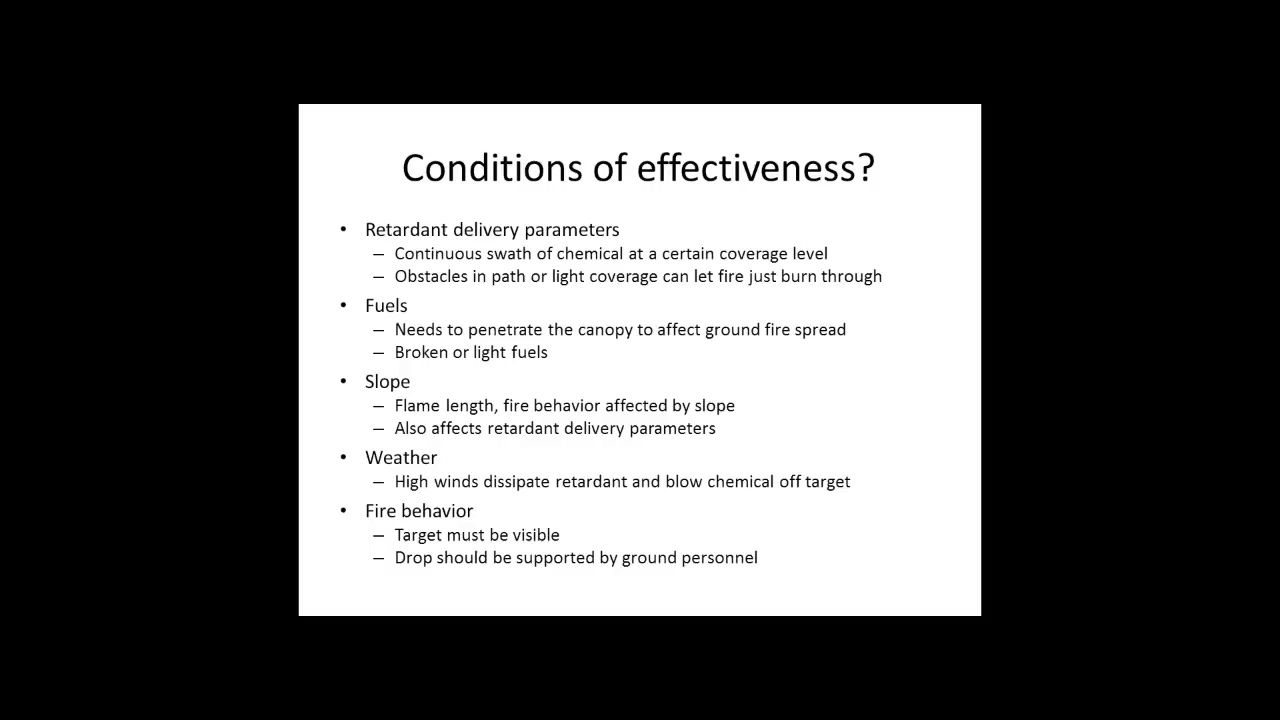 Conditions of effectiveness?
• Retardant delivery parameters
– Continuous swath of chemical at a certain coverage level
– Obstacles in path or light coverage can let fire just burn through
• Fuels
– Needs to penetrate the canopy to affect ground fire spread
– Broken or light fuels
• Slope
– Flame length, fire behavior affected by slope
– Also affects retardant delivery parameters
• Weather
– High winds dissipate retardant and blow chemical off target
• Fire behavior
– Target must be visible
– Drop should be supported by ground personnel